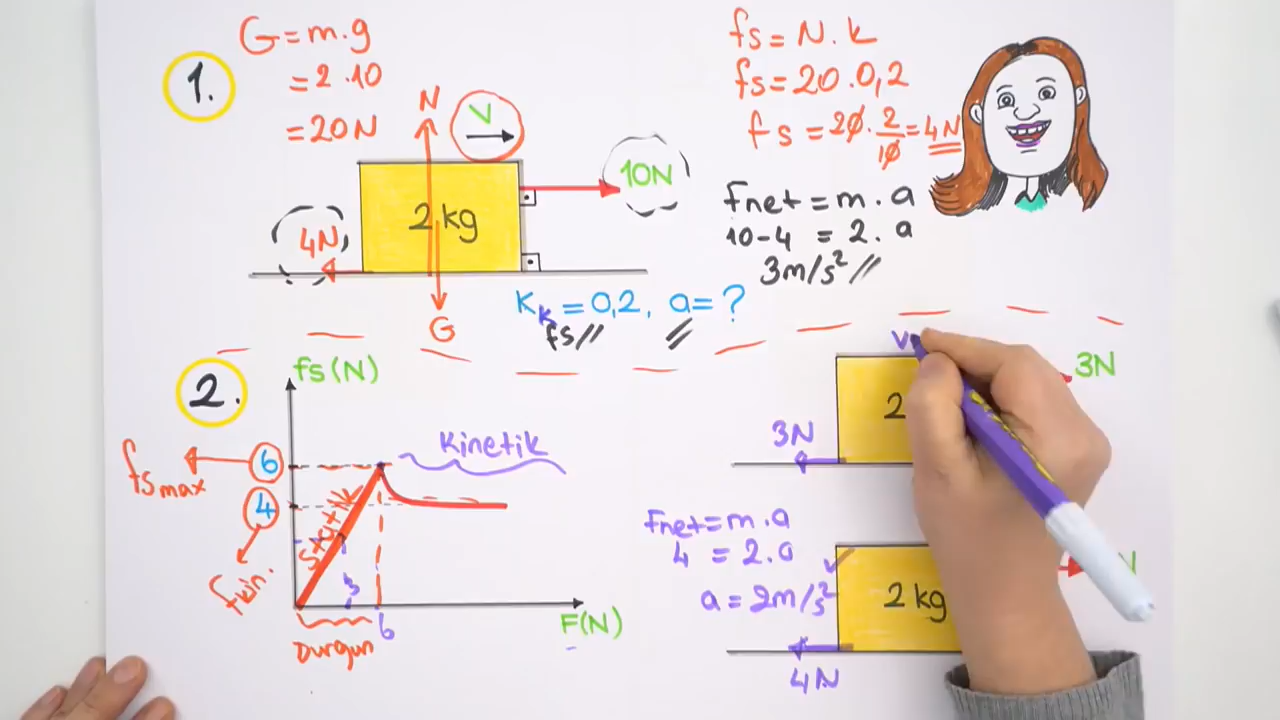 1.
G = m.g
= 2.10
= 20N
N
V
10N
2 kg
4N
G
Kk = 0,2, a = ?
fs //
fs = N.k
fs = 20.0,2
fs = 20. 2/10 = 4N
Fnet = m.a
10-4 = 2. a
3m/s² //
2.
fs(N)
6
fsmax
4
fkin.
Kinetik
3
6
F(N)
Durgun
V
3N
3N
Fnet = m.a
4 = 2.a
a = 2m/s²
2 kg
4N